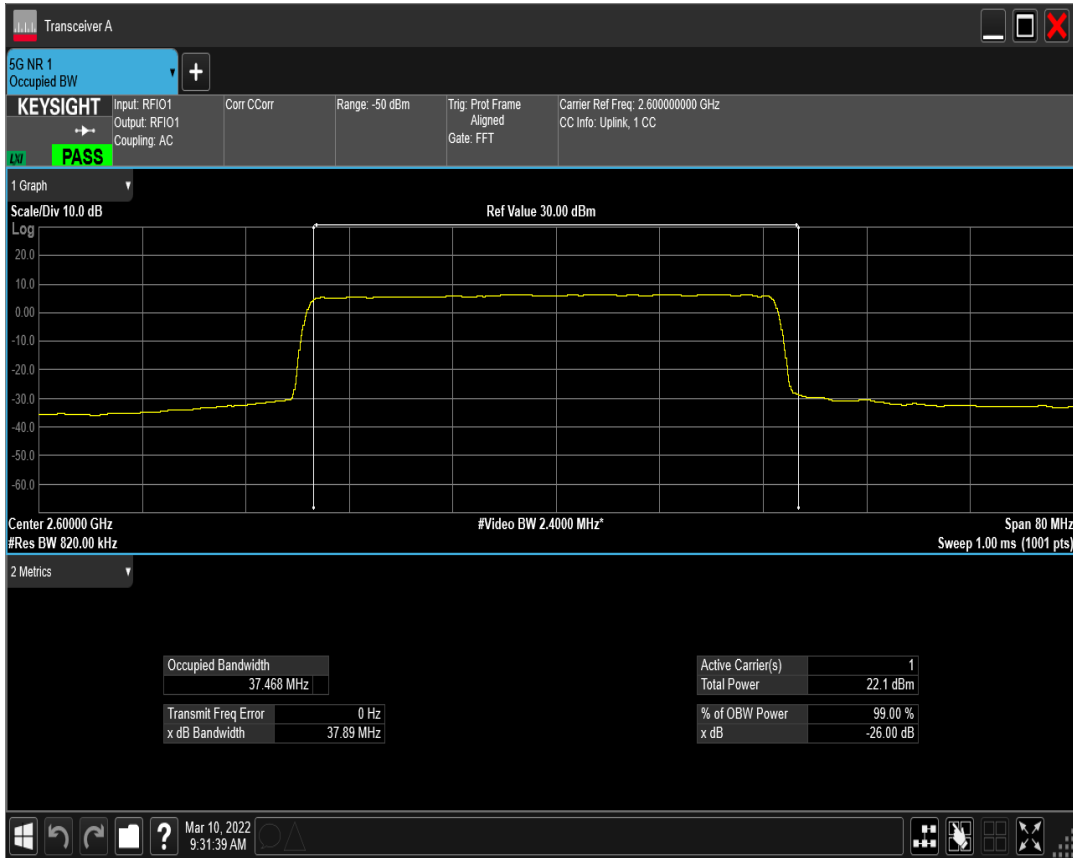 Transceiver A
5G NR 1
Occupied BW
KEYSIGHT
LXI
PASS
Input: RFIO1
Output: RFIO1
Coupling: AC
Corr CCorr
Range: -50 dBm
Trig: Prot Frame
Aligned
Gate: FFT
Carrier Ref Freq: 2.600000000 GHz
CC Info: Uplink, 1 CC
1 Graph
Scale/Div 10.0 dB
Ref Value 30.00 dBm
Log
20.0
10.0
0.00
-10.0
-20.0
-30.0
-40.0
-50.0
-60.0
Center 2.60000 GHz
#Video BW 2.4000 MHz*
Span 80 MHz
#Res BW 820.00 kHz
Sweep 1.00 ms (1001 pts)
2 Metrics
Occupied Bandwidth
37.468 MHz
Transmit Freq Error 0 Hz
x dB Bandwidth 37.89 MHz
Active Carrier(s) 1
Total Power 22.1 dBm
% of OBW Power 99.00 %
x dB -26.00 dB
?
Mar 10, 2022
9:31:39 AM